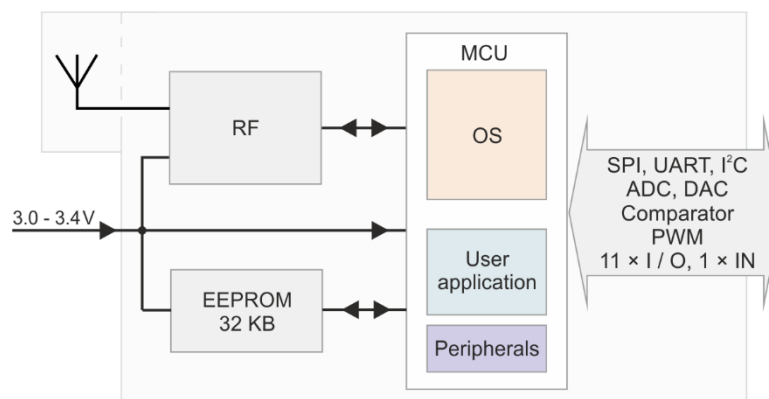 MCU
RF
OS
3.0 - 3.4 V
EEPROM
32 KB
User
application
Peripherals
SPI, UART, I²C
ADC, DAC
Comparator
PWM
11 × I / O, 1 × IN